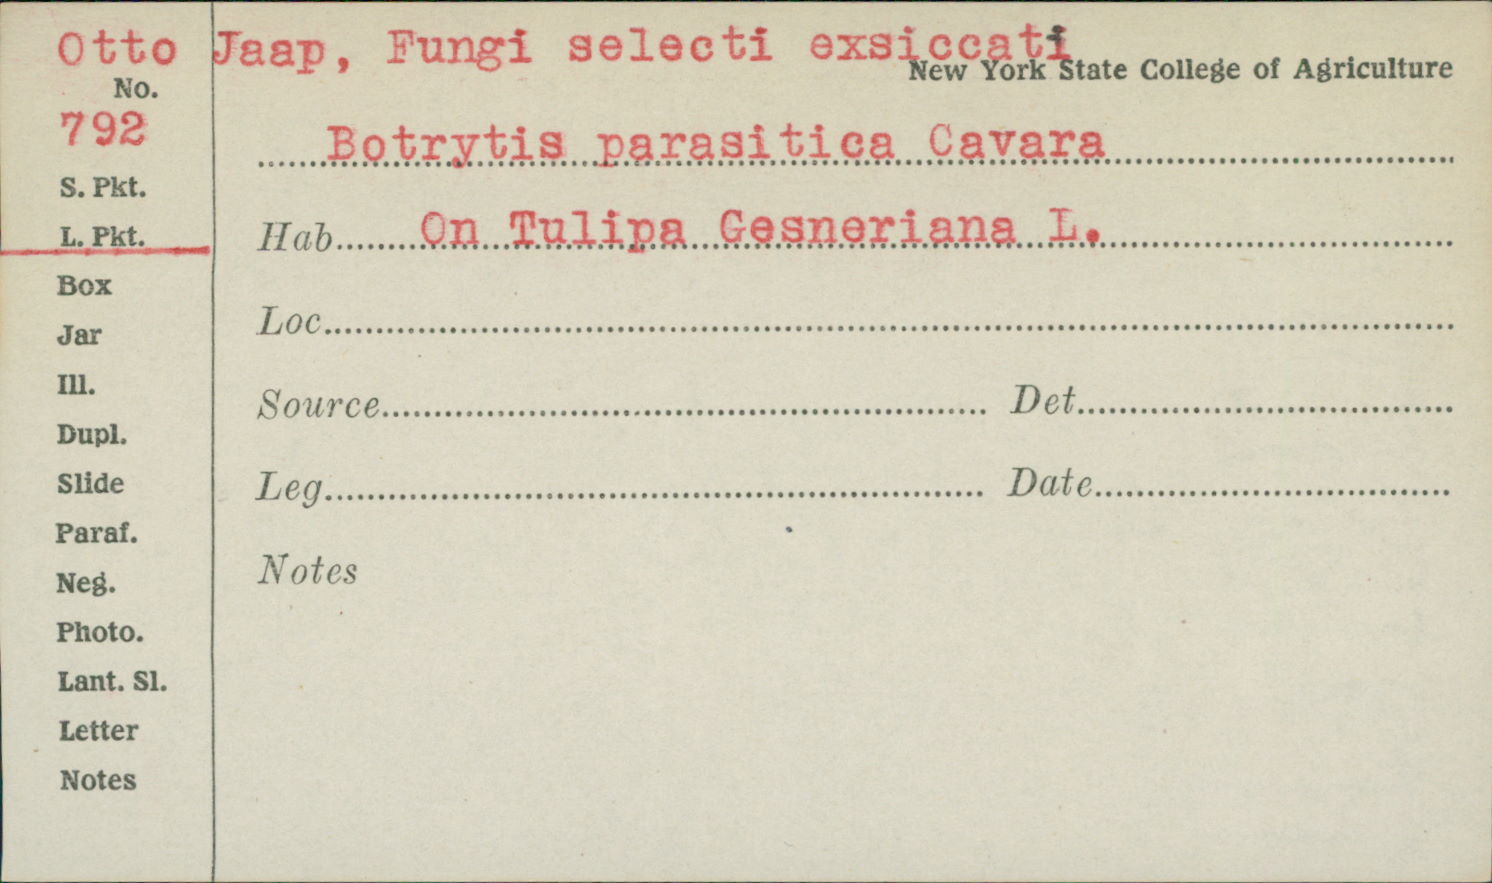 Otto Jaap, Fungi selecti exsiccati
New York State College of Agriculture
No.
792
Botrytis parasitica Cavara
S. Pkt.
L. Pkt.
Hab. On Tulipa Gesneriana L.
Box
Loc.
Jar
Ill.
Source
Det.
Dupl.
Slide
Leg.
Date
Paraf.
Notes
Neg.
Photo.
Lant. Sl.
Letter
Notes